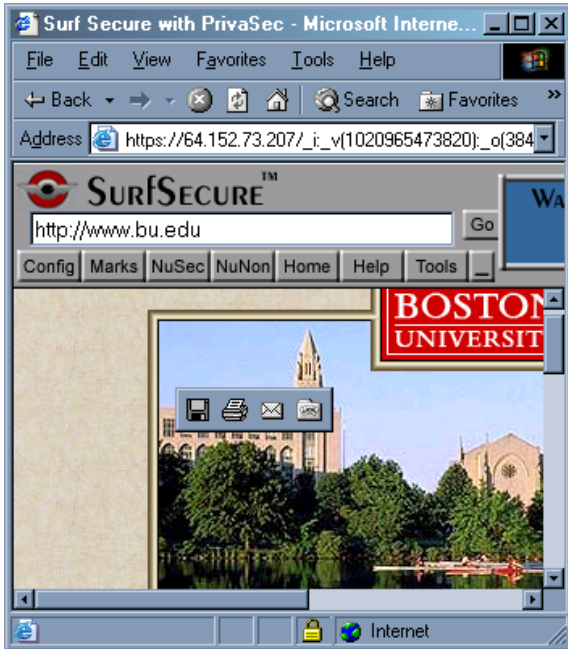 Surf Secure with PrivaSec - Microsoft Interne...
File Edit View Favorites Tools Help
Back Search Favorites »
Address https://64.152.73.207/_i:_v(1020965473820):_o(384
SURFSECURE™
WA
http://www.bu.edu Go
Config Marks NuSec NuNon Home Help Tools _
BOSTON
UNIVERSIT
Internet